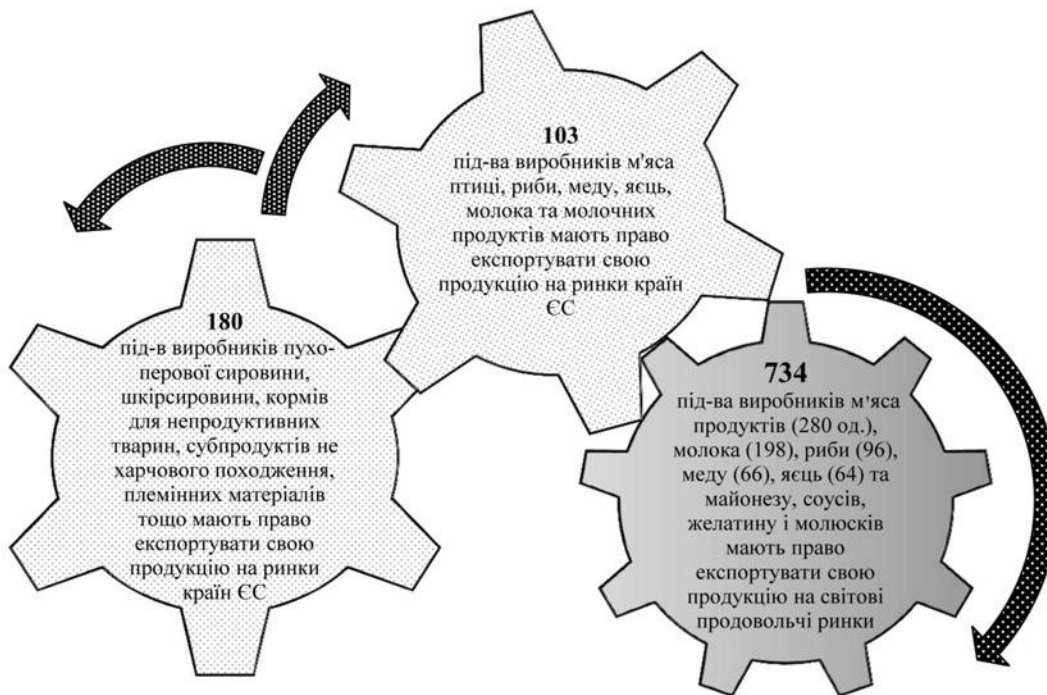 103
під-ва виробників м'яса
птиці, риби, меду, яєць,
молока та молочних
продуктів мають право
експортувати свою
продукцію на ринки країн
ЄС
180
під-в виробників пухо-
перової сировини,
шкірсировини, кормів
для непродуктивних
тварин, субпродуктів не
харчового походження,
племінних матеріалів
тощо мають право
експортувати свою
продукцію на ринки
країн ЄС
734
під-ва виробників м'яса
продуктів (280 од.),
молока (198), риби (96),
меду (66), яєць (64) та
майонезу, соусів,
желатину і молюсків
мають право
експортувати свою
продукцію на світові
продовольчі ринки